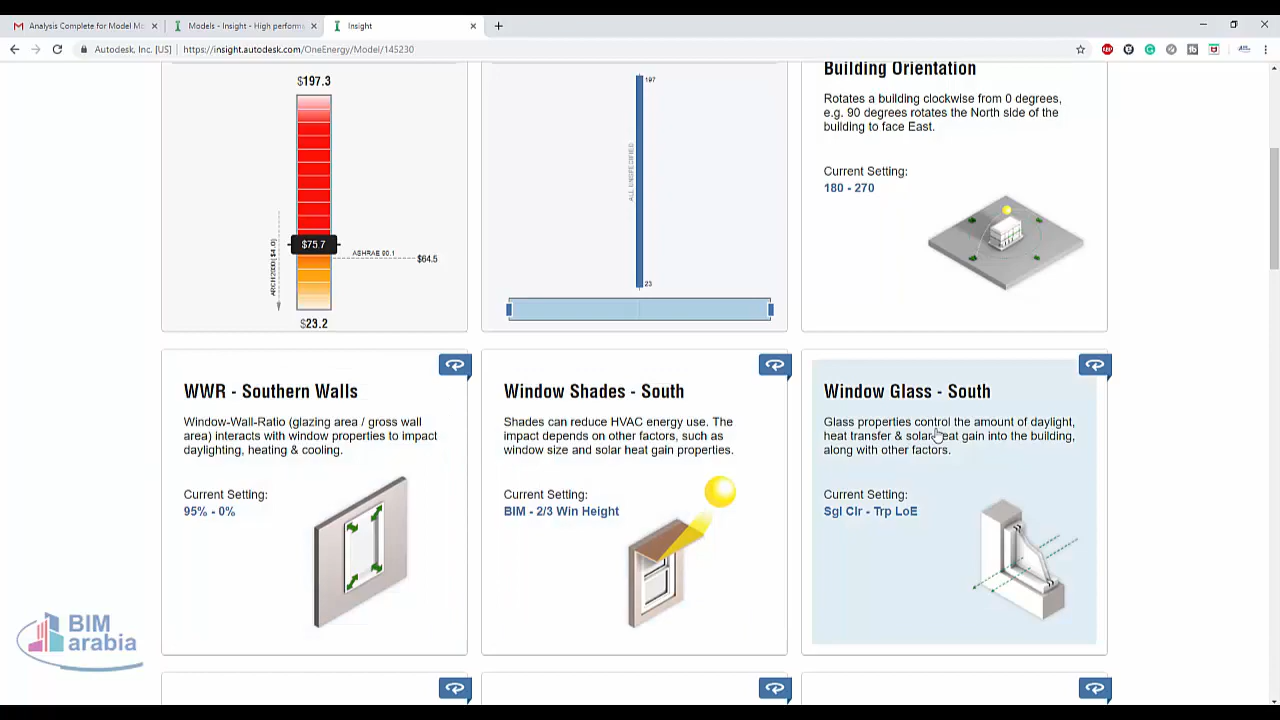 Analysis Complete for Model Mo
Models - Insight - High performa
Insight
Autodesk, Inc. [US]
https://insight.autodesk.com/OneEnergy/Model/145230
$197.3
$75.7
ASHRAE 90.1
$64.5
$23.2
197
ALL UNSPECIFIED
23
Building Orientation
Rotates a building clockwise from 0 degrees,
e.g. 90 degrees rotates the North side of the
building to face East.
Current Setting:
180 - 270
WWR - Southern Walls
Window-Wall-Ratio (glazing area / gross wall
area) interacts with window properties to impact
daylighting, heating & cooling.
Current Setting:
95% - 0%
Window Shades - South
Shades can reduce HVAC energy use. The
impact depends on other factors, such as
window size and solar heat gain properties.
Current Setting:
BIM - 2/3 Win Height
Window Glass - South
Glass properties control the amount of daylight,
heat transfer & solar heat gain into the building,
along with other factors.
Current Setting:
Sgl Clr - Trp LoE
BIM
arabia